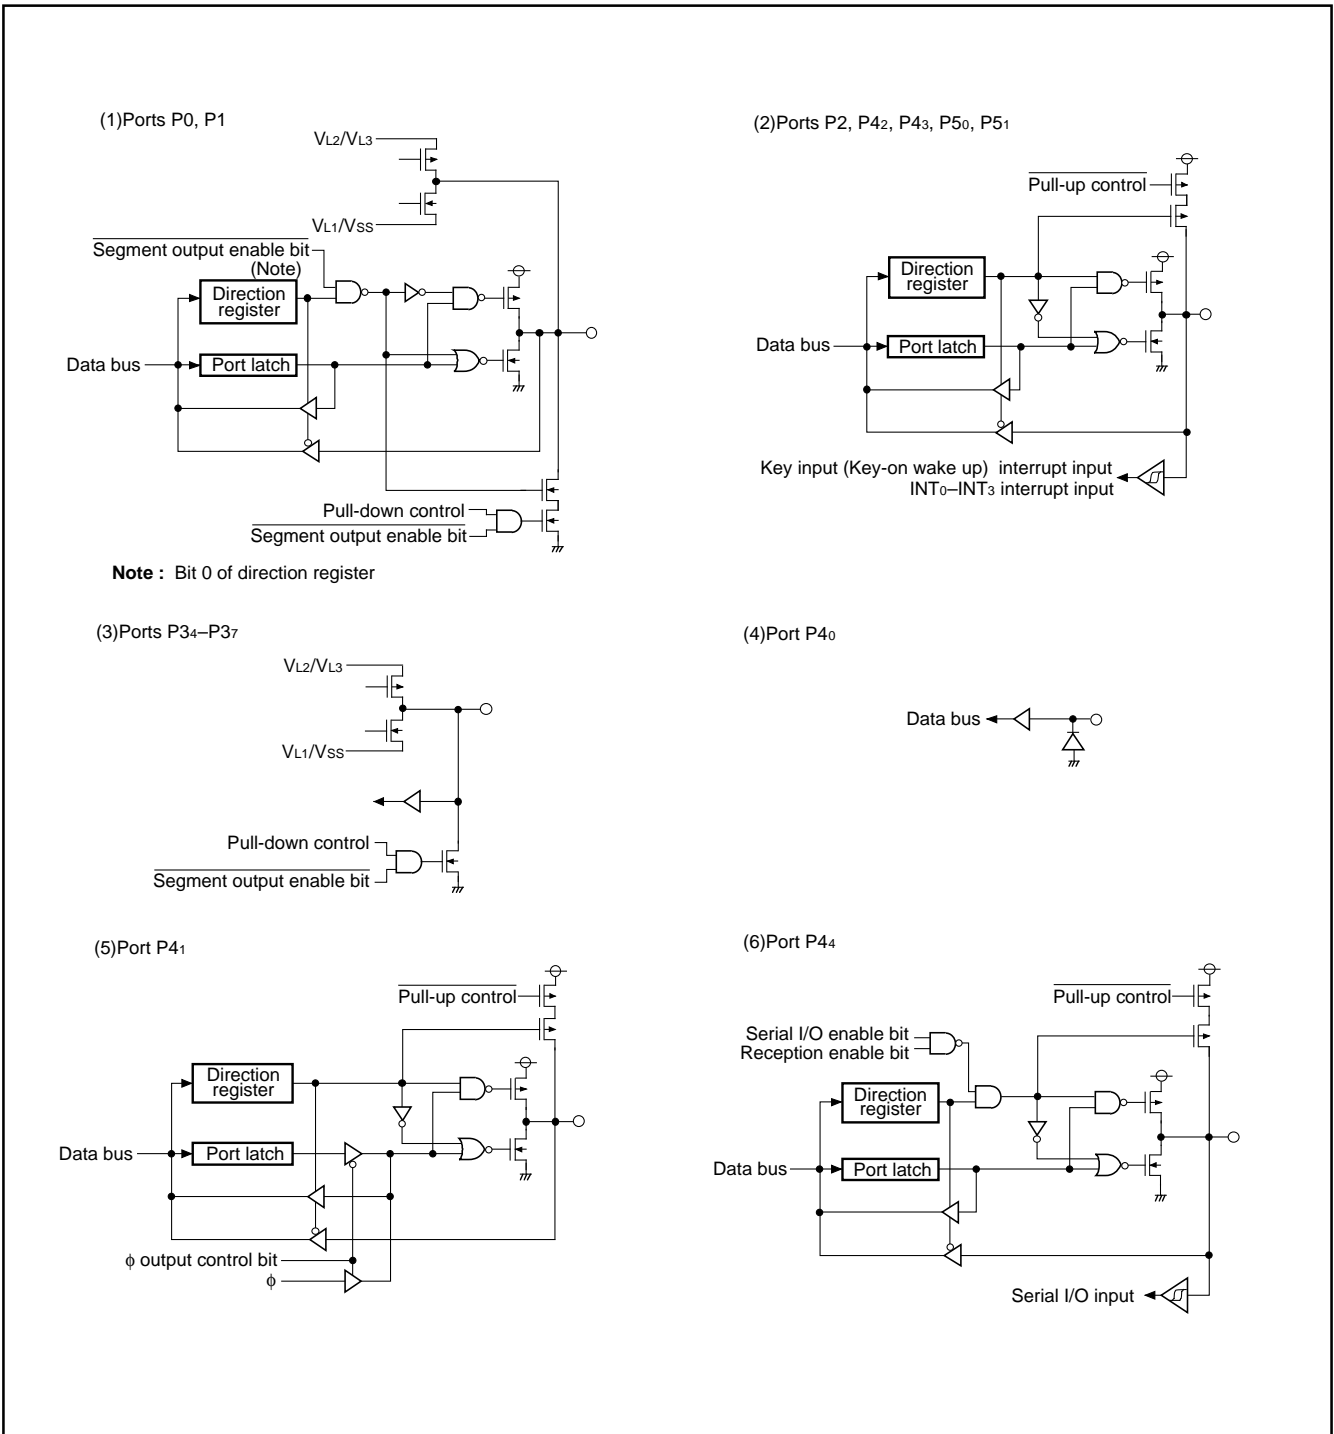 (1)Ports P0, P1
VL2/VL3
VL1/VSS
Segment output enable bit
(Note)
Direction
register
Data bus
Port latch
Pull-down control
Segment output enable bit
Note : Bit 0 of direction register
(2)Ports P2, P42, P43, P50, P51
Pull-up control
Direction
register
Data bus
Port latch
Key input (Key-on wake up) interrupt input
INT0–INT3 interrupt input
(3)Ports P34–P37
VL2/VL3
VL1/VSS
Pull-down control
Segment output enable bit
(4)Port P40
Data bus
(5)Port P41
Pull-up control
Direction
register
Data bus
Port latch
ϕ output control bit
ϕ
(6)Port P44
Pull-up control
Serial I/O enable bit
Reception enable bit
Direction
register
Data bus
Port latch
Serial I/O input